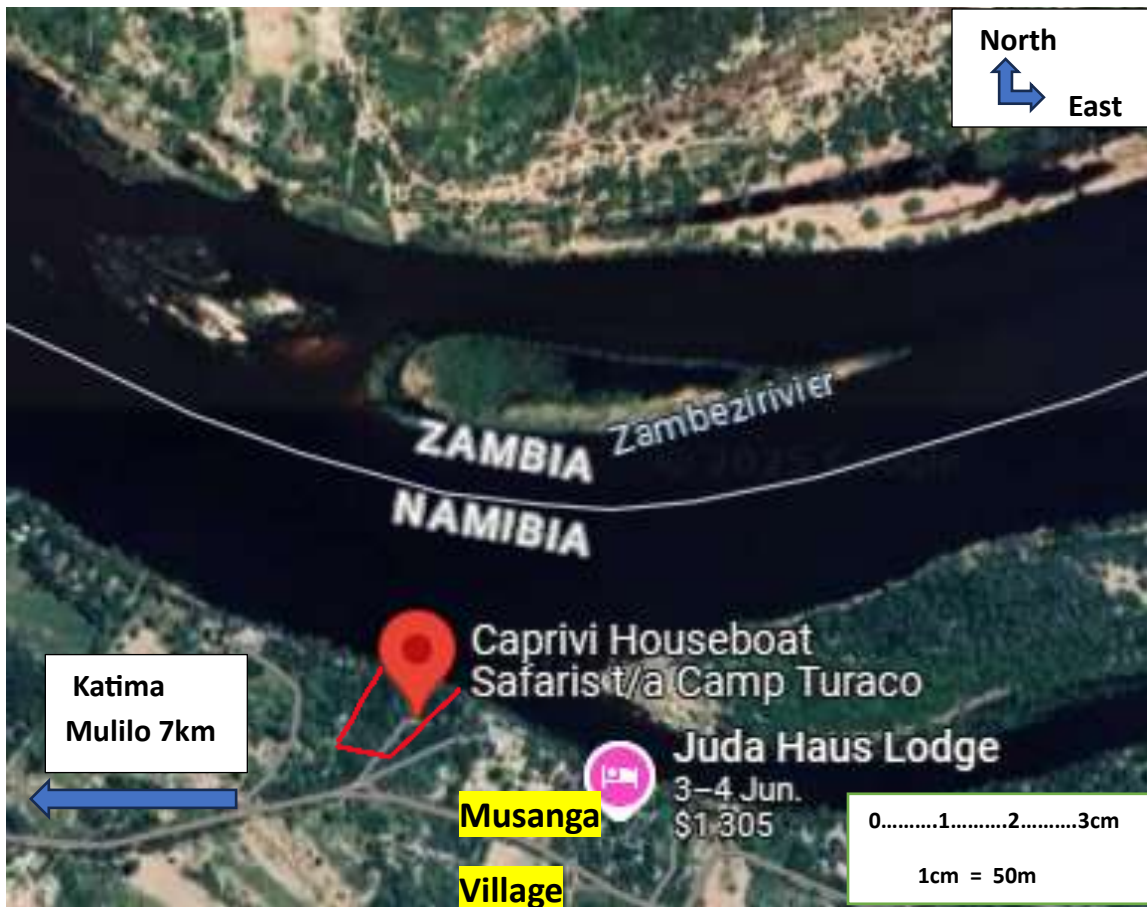 North
East
ZAMBIA
Zambezirivier
NAMIBIA
Caprivi Houseboat
Safaris t/a Camp Turaco
Katima
Mulilo 7km
Juda Haus Lodge
3–4 Jun.
$1 305
Musanga
Village
0..........1..........2..........3cm
1cm = 50m